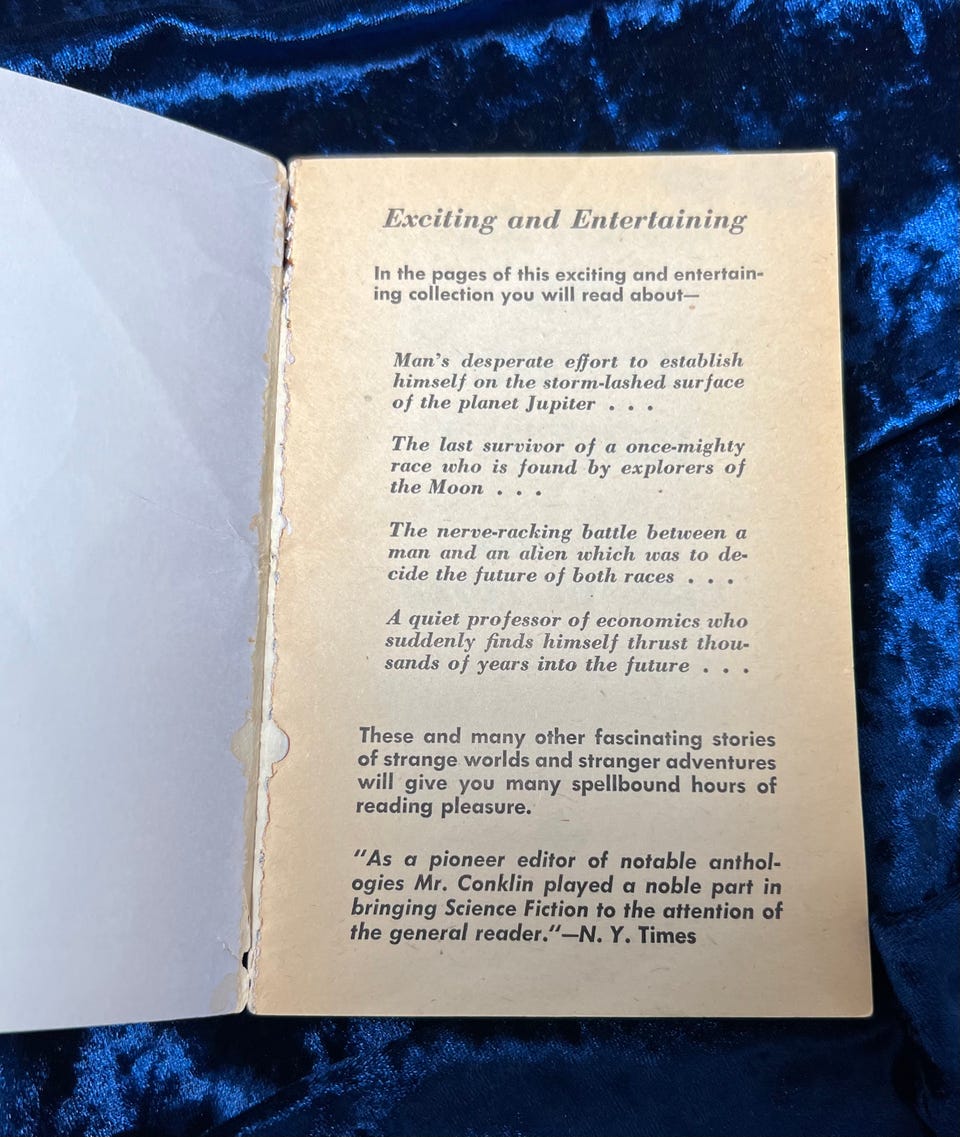 Exciting and Entertaining
In the pages of this exciting and entertain-
ing collection you will read about—
Man's desperate effort to establish
himself on the storm-lashed surface
of the planet Jupiter . . .
The last survivor of a once-mighty
race who is found by explorers of
the Moon . . .
The nerve-racking battle between a
man and an alien which was to de-
cide the future of both races . . .
A quiet professor of economics who
suddenly finds himself thrust thou-
sands of years into the future . . .
These and many other fascinating stories
of strange worlds and stranger adventures
will give you many spellbound hours of
reading pleasure.
"As a pioneer editor of notable anthol-
ogies Mr. Conklin played a noble part in
bringing Science Fiction to the attention of
the general reader."—N. Y. Times